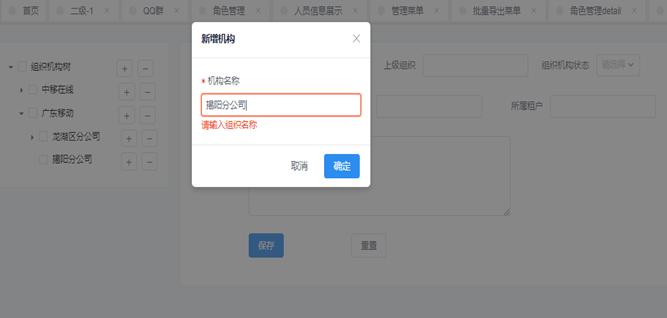 首页 二级-1 × QQ群 × 角色管理 × 人员信息展示 × 管理菜单 × 批量导出菜单 × 角色管理detail ×
新增机构 ×
组织机构树 + −
上级组织 组织机构状态 请选择
* 机构名称
中移在线 + −
揭阳分公司 所属租户
广东移动 + −
请输入组织名称
龙湖区分公司 + −
揭阳分公司 + −
取消 确定
保存 重置